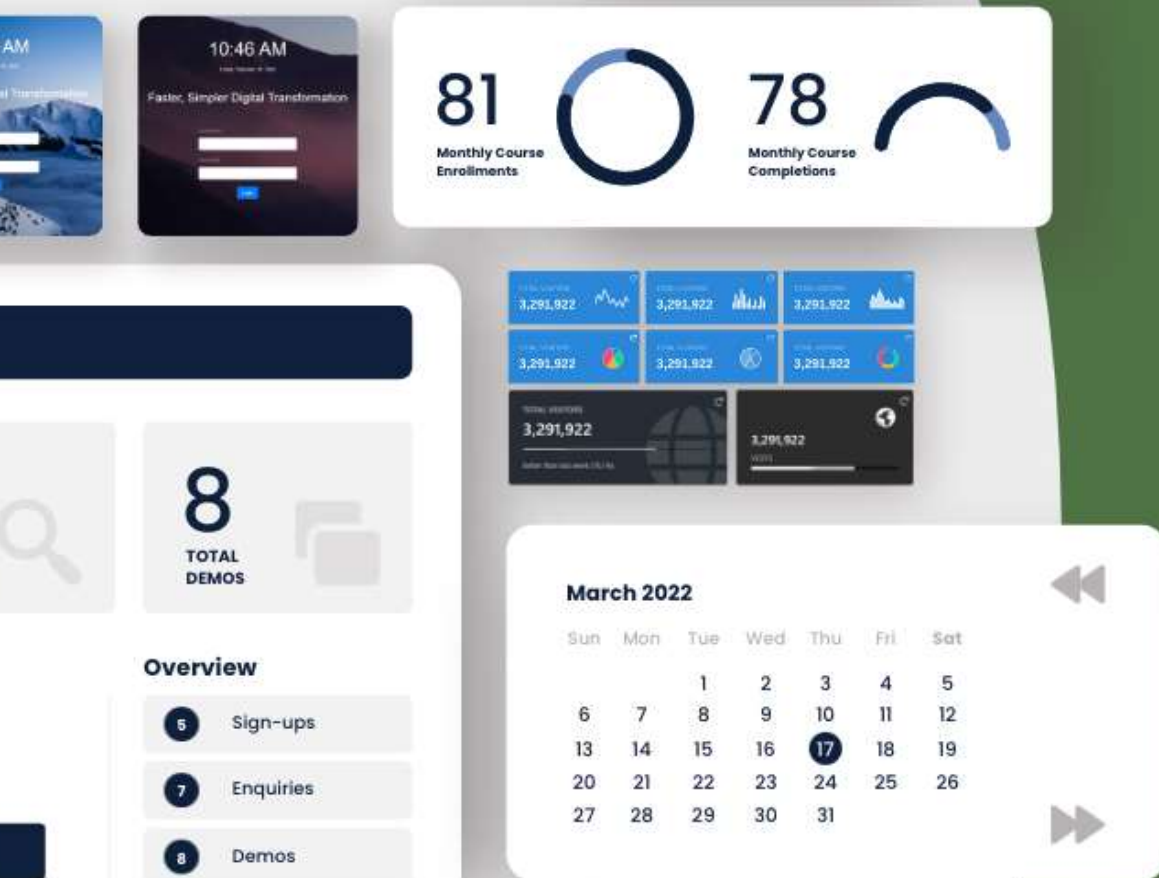 AM
10:46 AM
Faster, Simpler Digital Transformation
81
Monthly Course
Enrollments
78
Monthly Course
Completions
3,291,922
3,291,922
3,291,922
3,291,922
3,291,922
3,291,922
TOTAL VISITORS
3,291,922
3,291,922
8
TOTAL
DEMOS
Overview
5 Sign-ups
7 Enquiries
8 Demos
March 2022
Sun Mon Tue Wed Thu Fri Sat
1 2 3 4 5
6 7 8 9 10 11 12
13 14 15 16 17 18 19
20 21 22 23 24 25 26
27 28 29 30 31